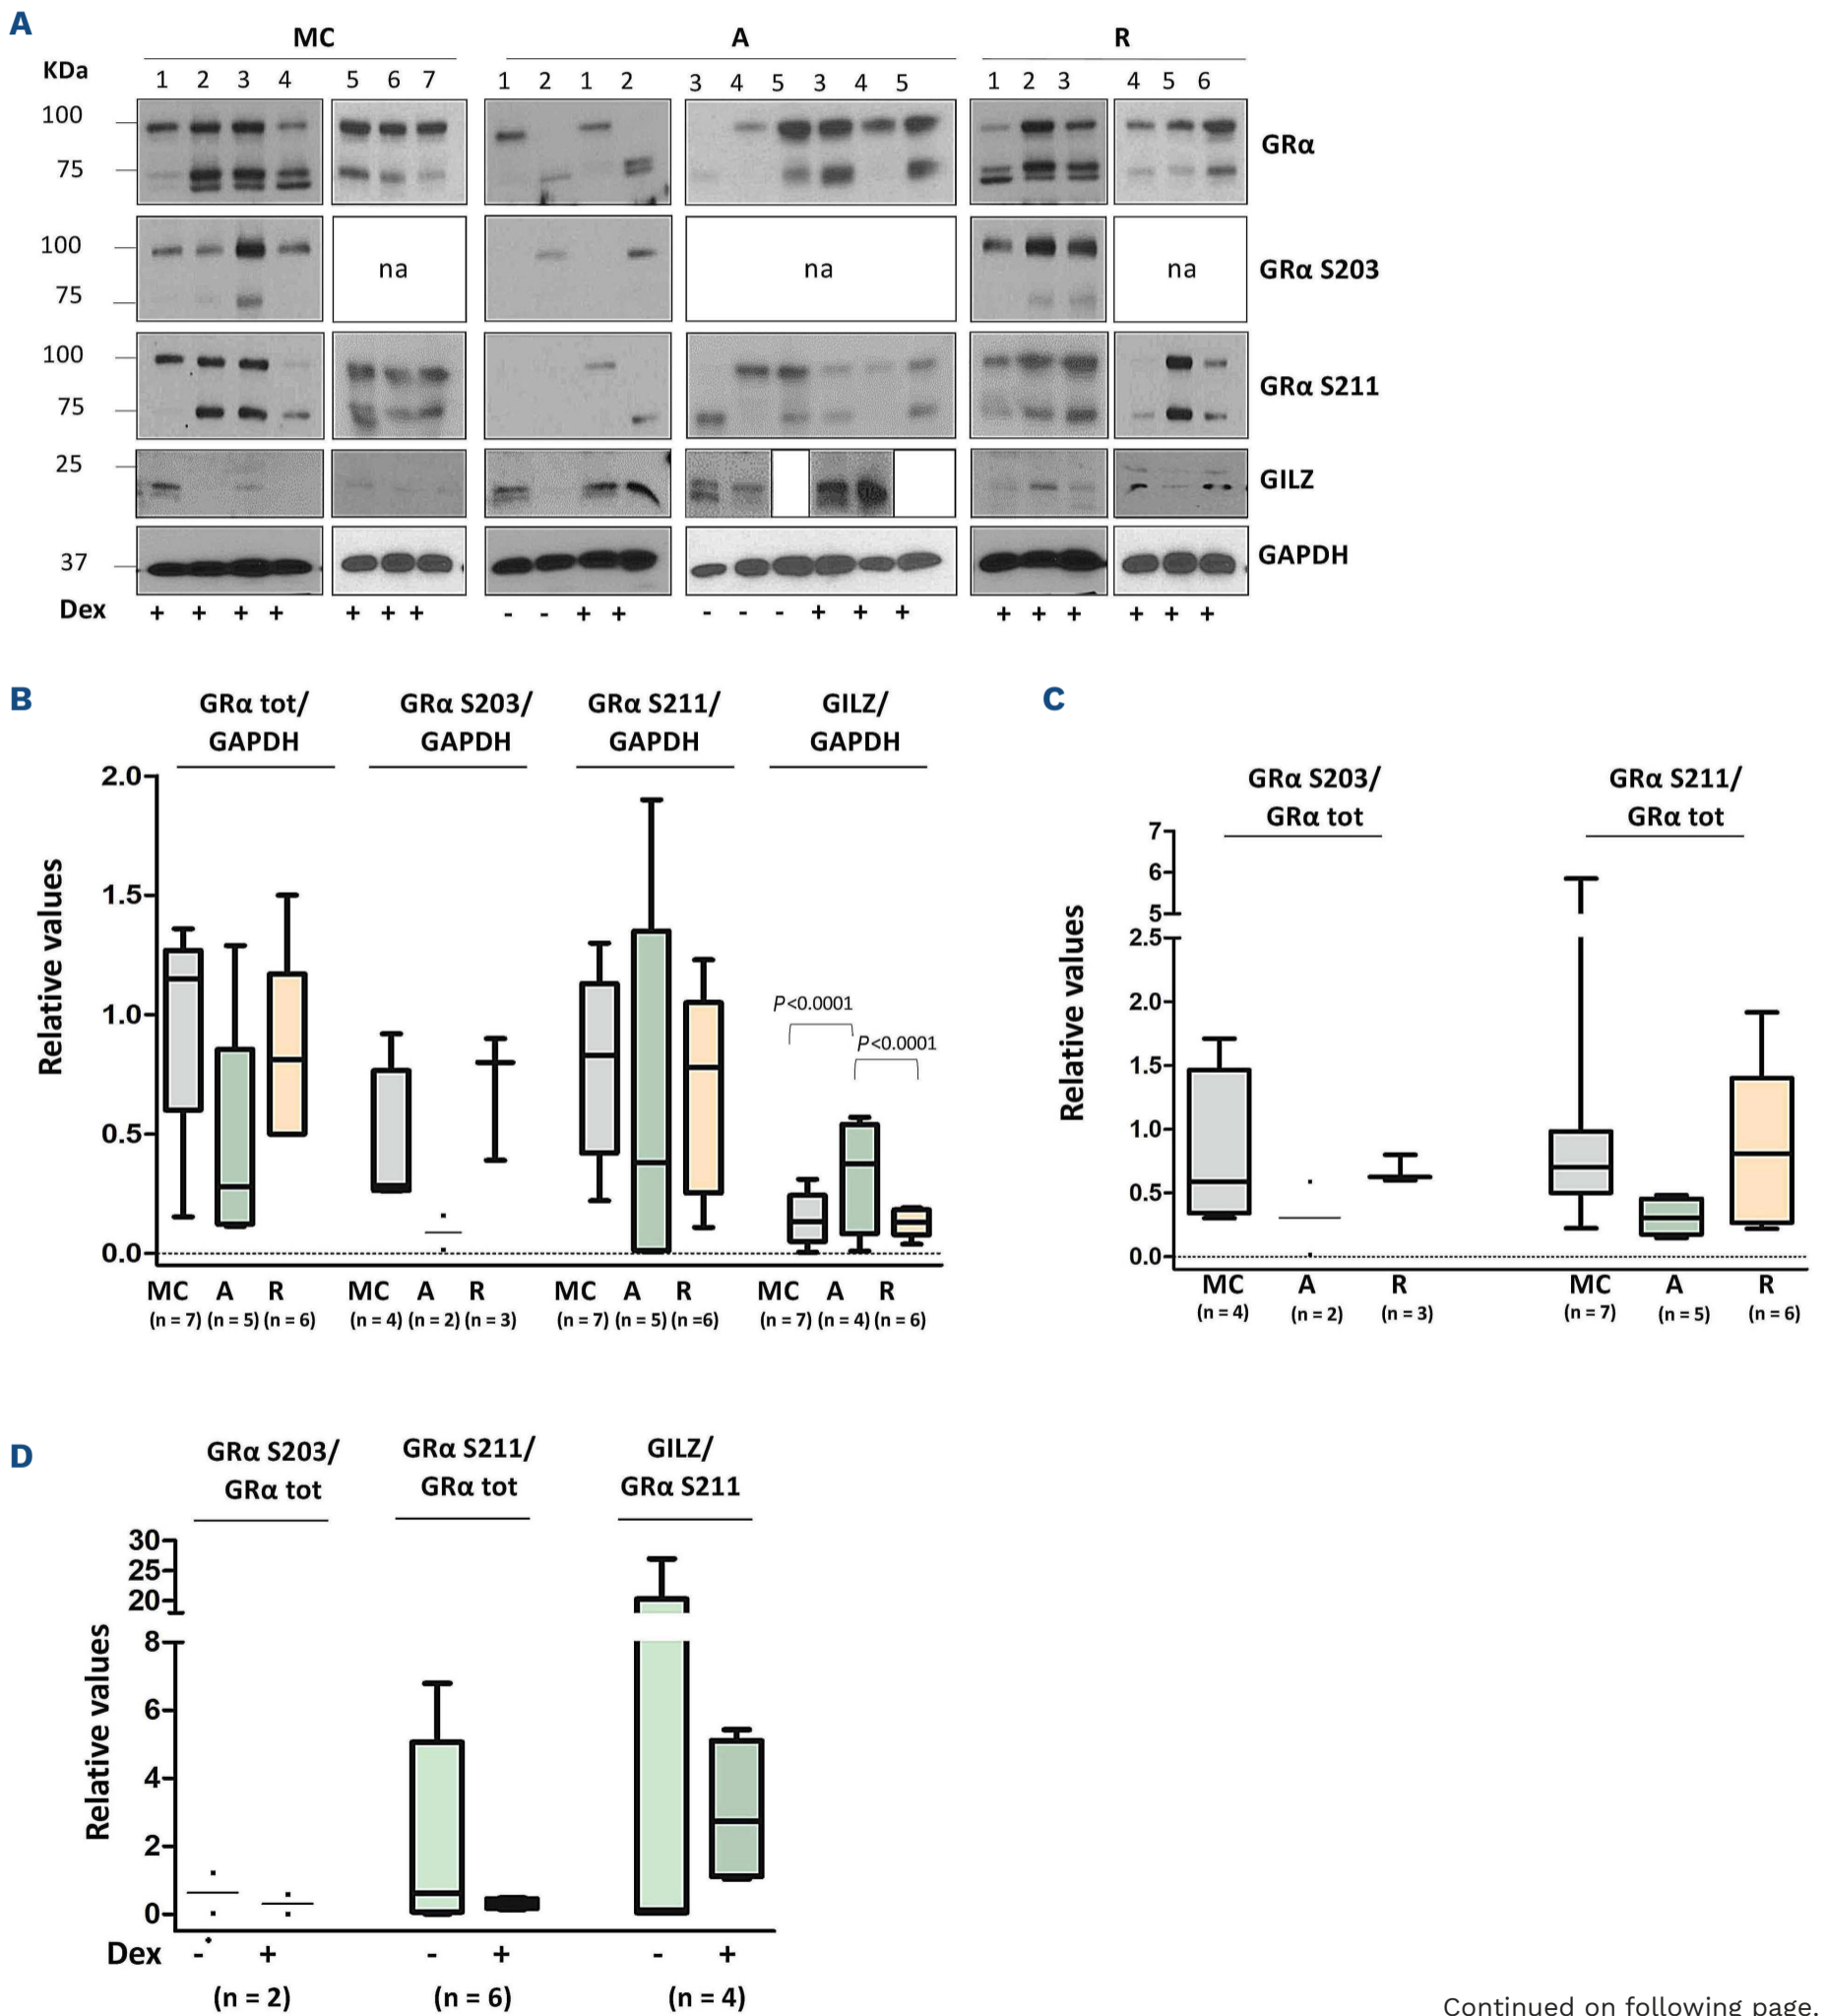 A
MC A R
KDa 1 2 3 4 5 6 7 1 2 1 2 3 4 5 3 4 5 1 2 3 4 5 6
100
75
GRα
100
75
na na na
GRα S203
100
75
GRα S211
25
GILZ
37
GAPDH
Dex + + + + + + + - - + + - - - + + + + + + + + +
B
GRα tot/ GRα S203/ GRα S211/ GILZ/
GAPDH GAPDH GAPDH GAPDH
Relative values
2.0
1.5
1.0
0.5
0.0
P<0.0001
P<0.0001
MC A R MC A R MC A R MC A R
(n = 7) (n = 5) (n = 6) (n = 4) (n = 2) (n = 3) (n = 7) (n = 5) (n =6) (n = 7) (n = 4) (n = 6)
C
GRα S203/ GRα S211/
GRα tot GRα tot
Relative values
7
6
5
2.5
2.0
1.5
1.0
0.5
0.0
MC A R MC A R
(n = 4) (n = 2) (n = 3) (n = 7) (n = 5) (n = 6)
D
GRα S203/ GRα S211/ GILZ/
GRα tot GRα tot GRα S211
Relative values
30
25
20
8
6
4
2
0
Dex - + - + - +
(n = 2) (n = 6) (n = 4)
Continued on following page.